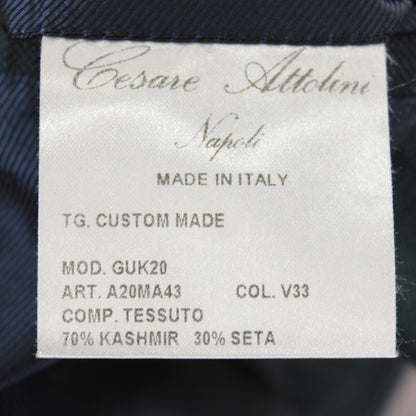 Cesare Attolini
Napoli
MADE IN ITALY
TG. CUSTOM MADE
MOD. GUK20
ART. A20MA43 COL. V33
COMP. TESSUTO
70% KASHMIR 30% SETA